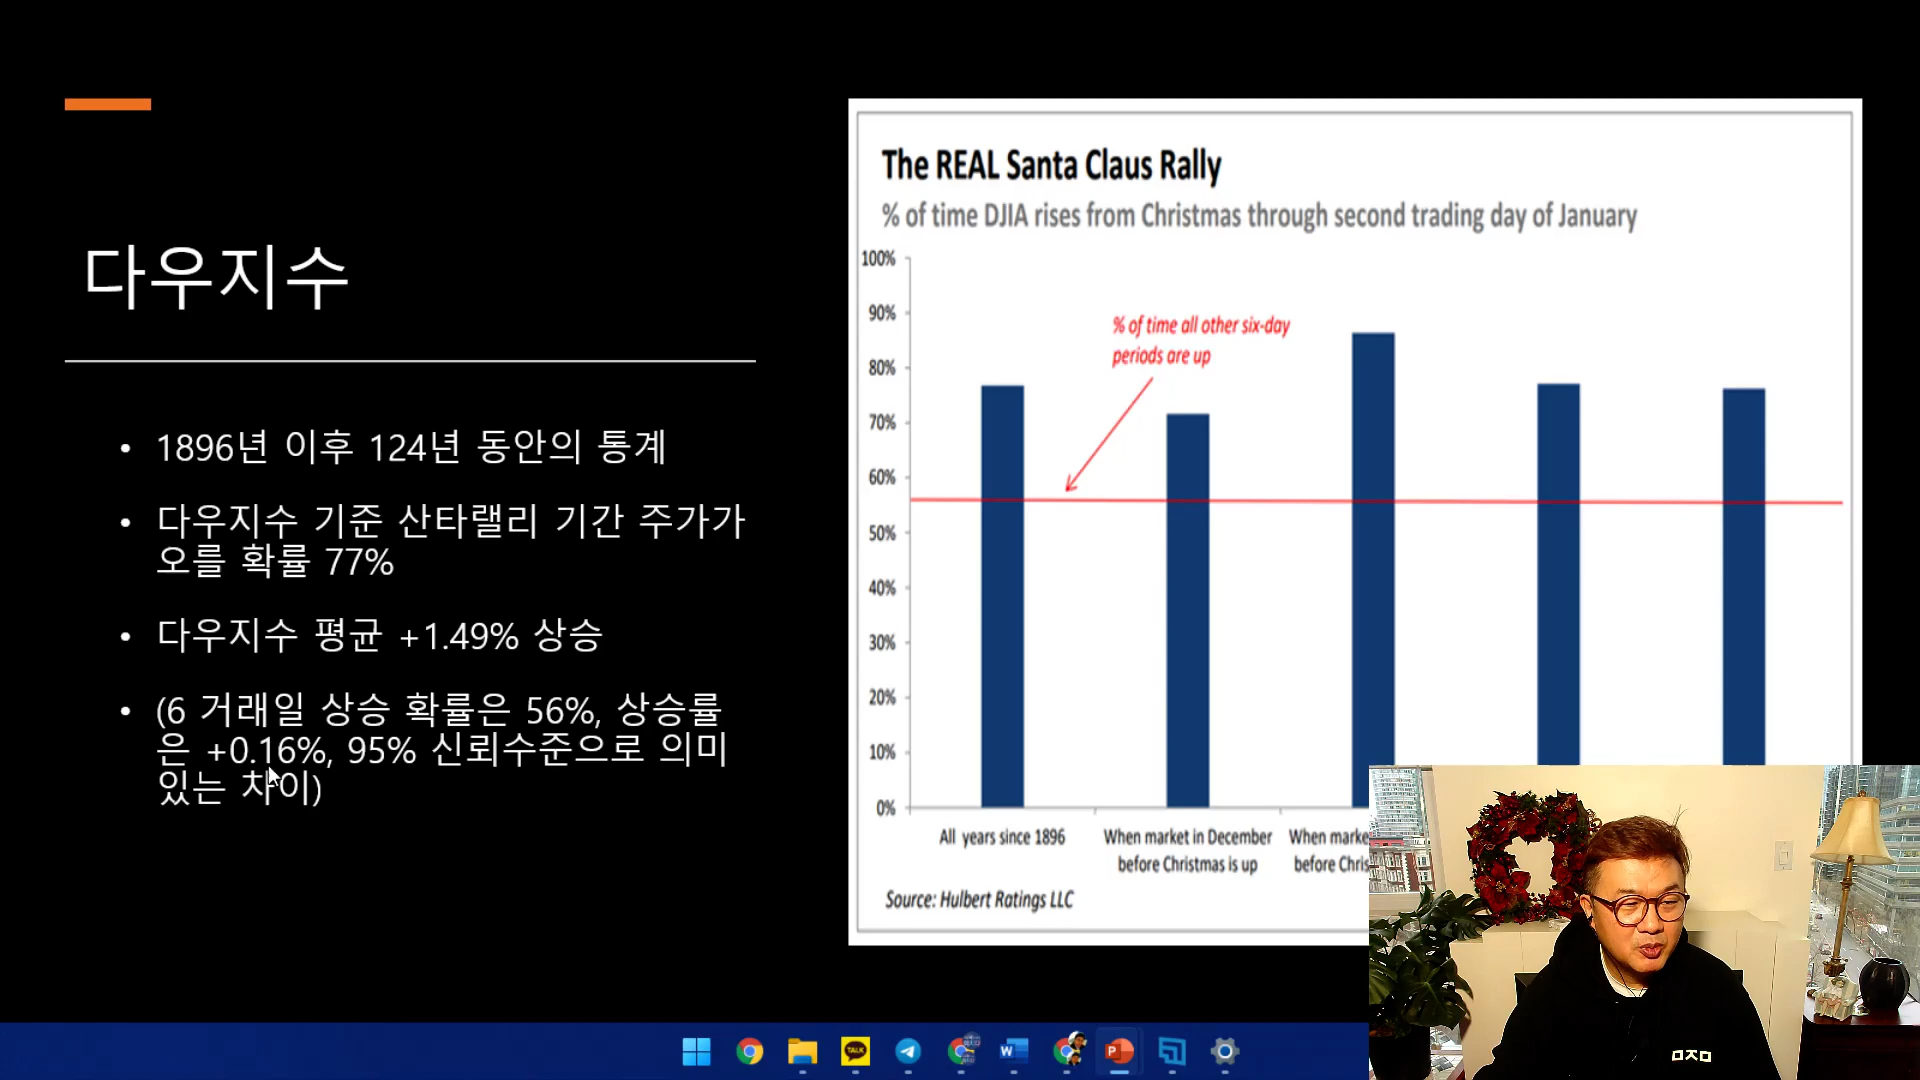 다우지수
• 1896년 이후 124년 동안의 통계
• 다우지수 기준 산타랠리 기간 주가가
오를 확률 77%
• 다우지수 평균 +1.49% 상승
• (6 거래일 상승 확률은 56%, 상승률
은 +0.16%, 95% 신뢰수준으로 의미
있는 차이)
The REAL Santa Claus Rally
% of time DJIA rises from Christmas through second trading day of January
100%
90%
80%
70%
60%
50%
40%
30%
20%
10%
0%
% of time all other six-day
periods are up
All years since 1896
When market in December
before Christmas is up
When marke
before Chris
Source: Hulbert Ratings LLC
TALK
W
P
ㅁㅈㅁ